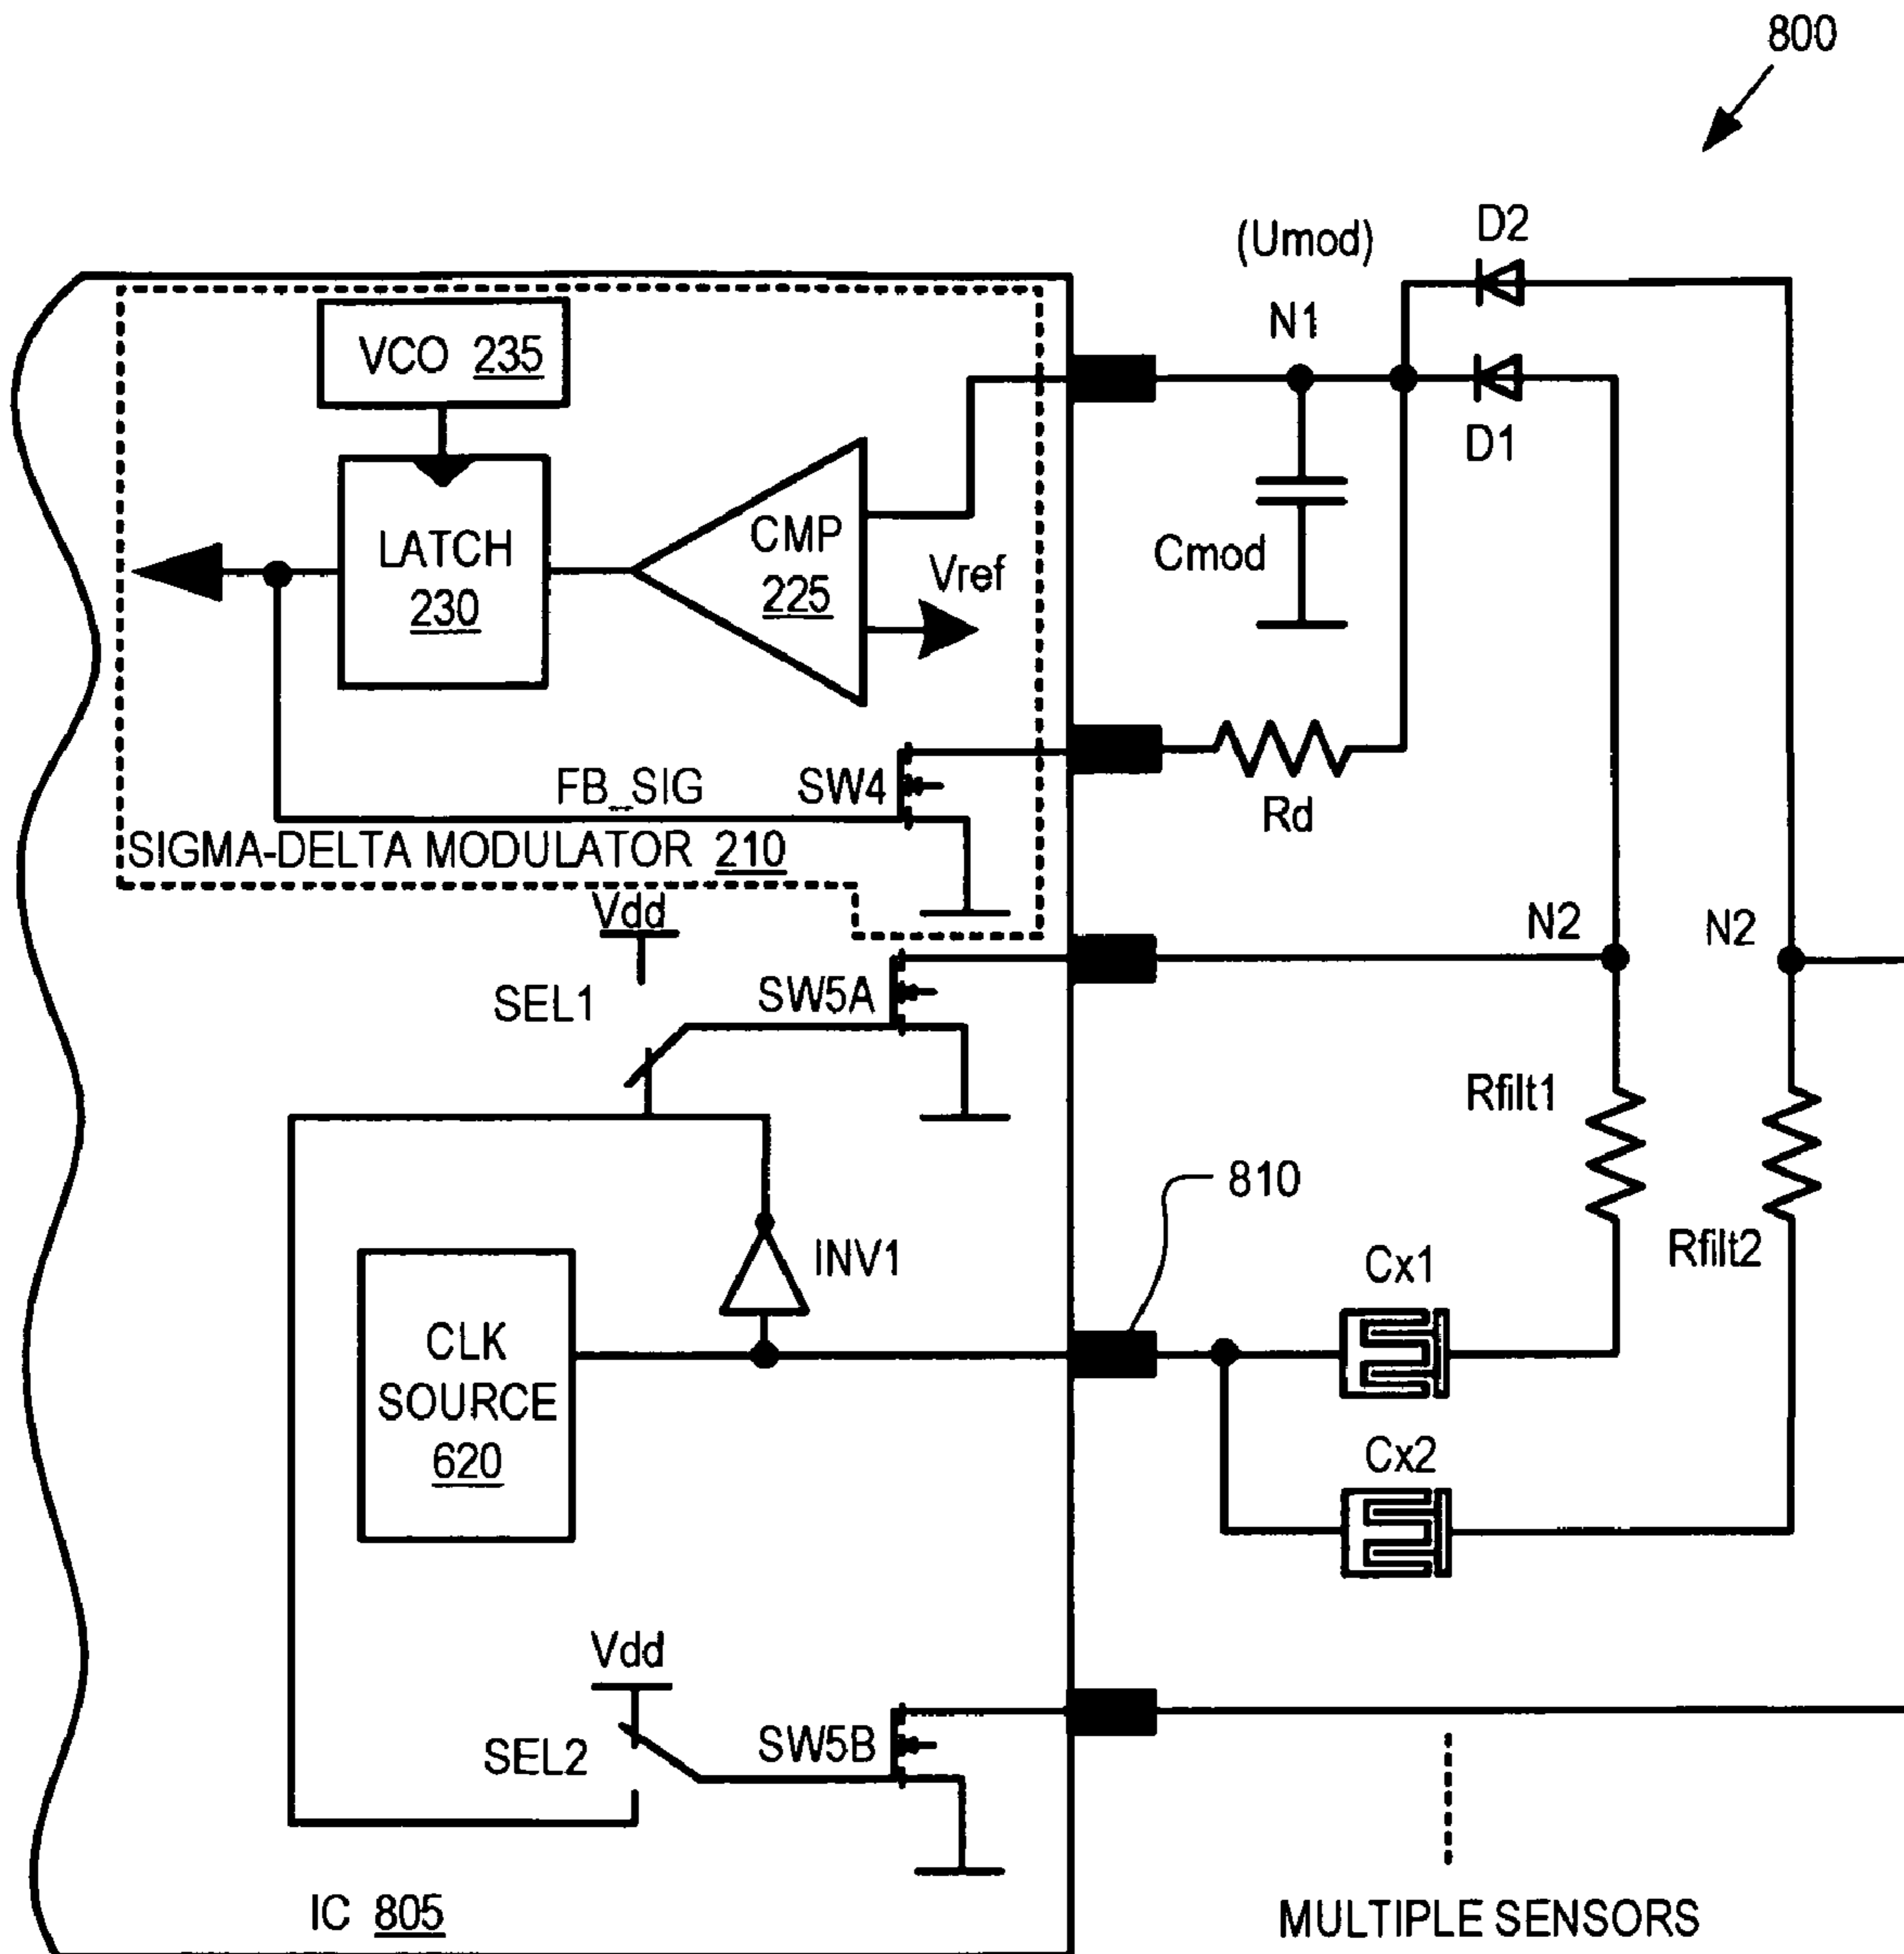 800
(Umod)
D2
N1
VCO 235
D1
LATCH
230
CMP
225
Vref
Cmod
FB_SIG
SW4
Rd
SIGMA-DELTA MODULATOR 210
Vdd
SEL1
SW5A
N2
N2
Rfilt1
810
INV1
Rfilt2
Cx1
CLK
SOURCE
620
Cx2
Vdd
SEL2
SW5B
IC 805
MULTIPLE SENSORS